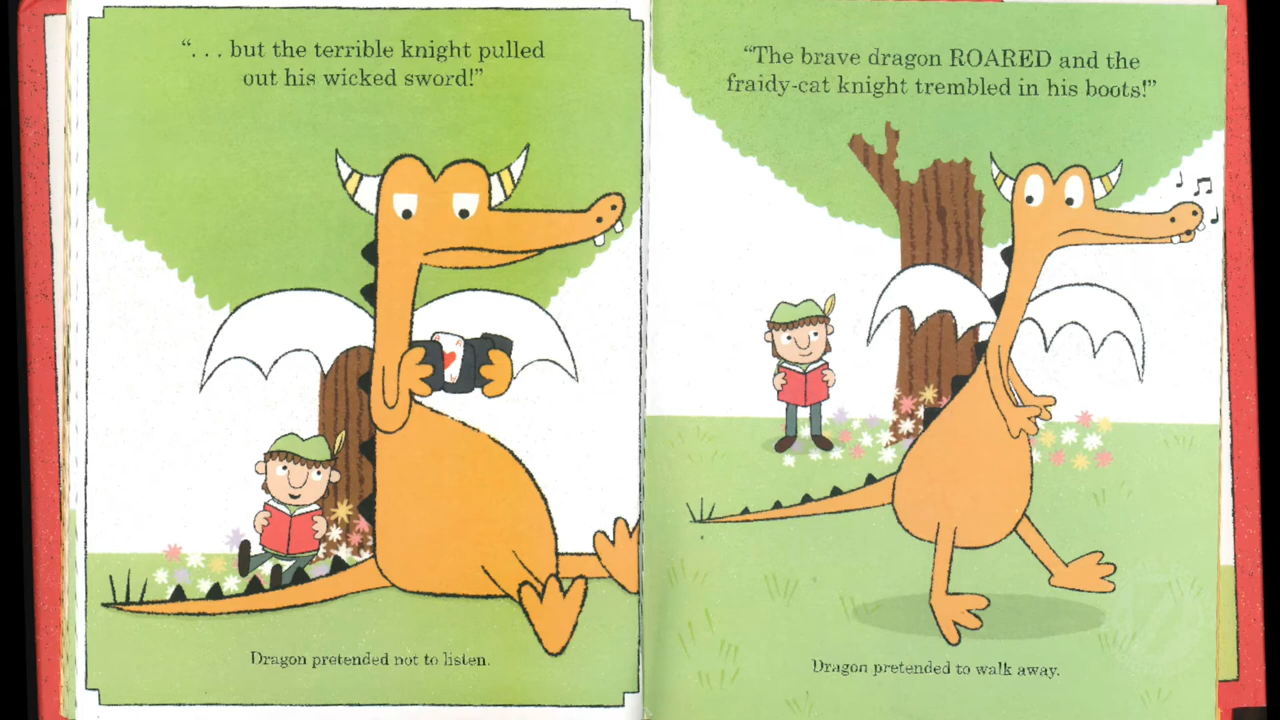 “. . . but the terrible knight pulled
out his wicked sword!”
Dragon pretended not to listen.
“The brave dragon ROARED and the
fraidy-cat knight trembled in his boots!”
Dragon pretended to walk away.